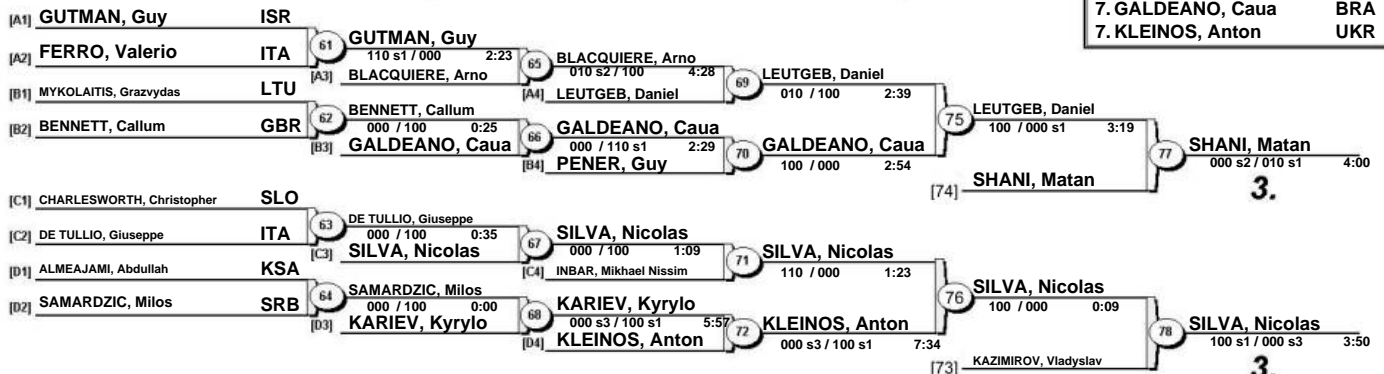 7. GALDEANO, Caua BRA
7. KLEINOS, Anton UKR
[A1] GUTMAN, Guy ISR
[A2] FERRO, Valerio ITA
[B1] MYKOLAITIS, Grazvydas LTU
[B2] BENNETT, Callum GBR
[C1] CHARLESWORTH, Christopher SLO
[C2] DE TULLIO, Giuseppe ITA
[D1] ALMEAJAMI, Abdullah KSA
[D2] SAMARDZIC, Milos SRB
61 GUTMAN, Guy
110 s1 / 000 2:23
[A3] BLACQUIERE, Arno
62 BENNETT, Callum
000 / 100 0:25
[B3] GALDEANO, Caua
63 DE TULLIO, Giuseppe
000 / 100 0:35
[C3] SILVA, Nicolas
64 SAMARDZIC, Milos
000 / 100 0:00
[D3] KARIEV, Kyrylo
65 BLACQUIERE, Arno
010 s2 / 100 4:28
[A4] LEUTGEB, Daniel
66 GALDEANO, Caua
000 / 110 s1 2:29
[B4] PENER, Guy
67 SILVA, Nicolas
000 / 100 1:09
[C4] INBAR, Mikhael Nissim
68 KARIEV, Kyrylo
000 s3 / 100 s1 5:57
[D4] KLEINOS, Anton
69 LEUTGEB, Daniel
010 / 100 2:39
70 GALDEANO, Caua
100 / 000 2:54
71 SILVA, Nicolas
110 / 000 1:23
72 KLEINOS, Anton
000 s3 / 100 s1 7:34
75 LEUTGEB, Daniel
100 / 000 s1 3:19
[74] SHANI, Matan
76 SILVA, Nicolas
100 / 000 0:09
[73] KAZIMIROV, Vladyslav
77 SHANI, Matan
000 s2 / 010 s1 4:00
3.
78 SILVA, Nicolas
100 s1 / 000 s3 3:50
3.